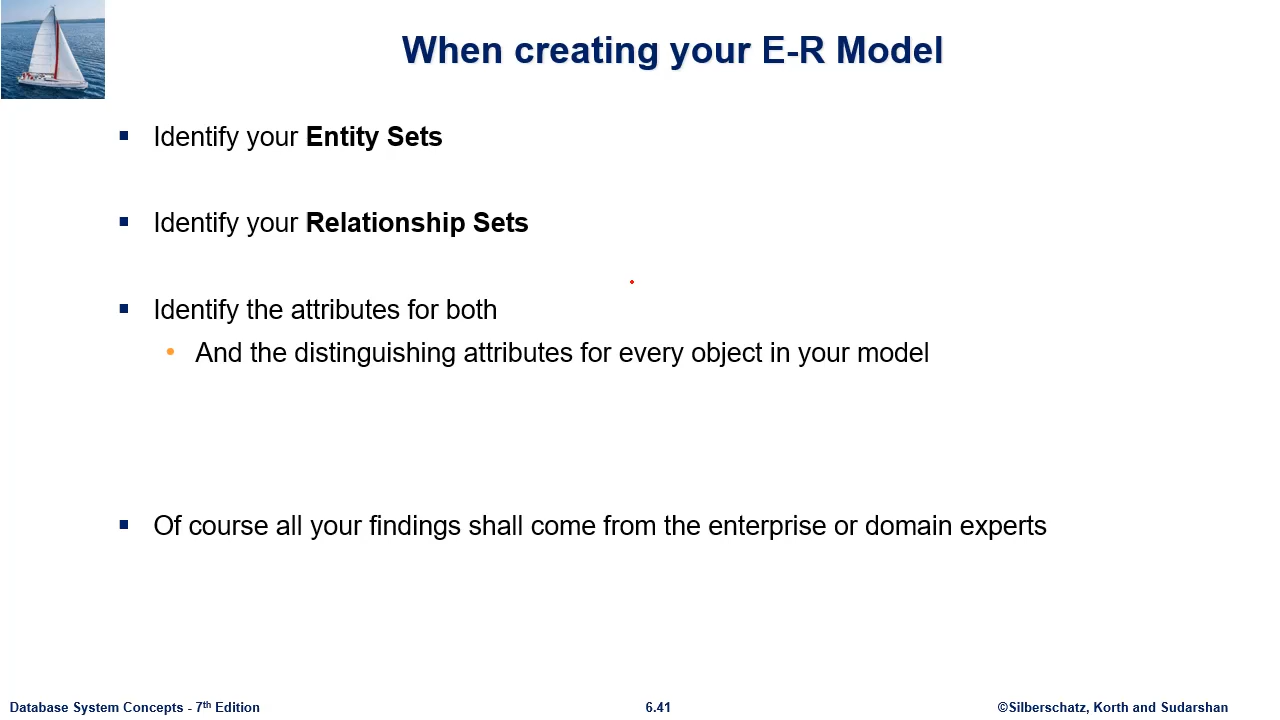 When creating your E-R Model
Identify your Entity Sets
Identify your Relationship Sets
Identify the attributes for both
And the distinguishing attributes for every object in your model
Of course all your findings shall come from the enterprise or domain experts
Database System Concepts - 7th Edition
6.41
©Silberschatz, Korth and Sudarshan